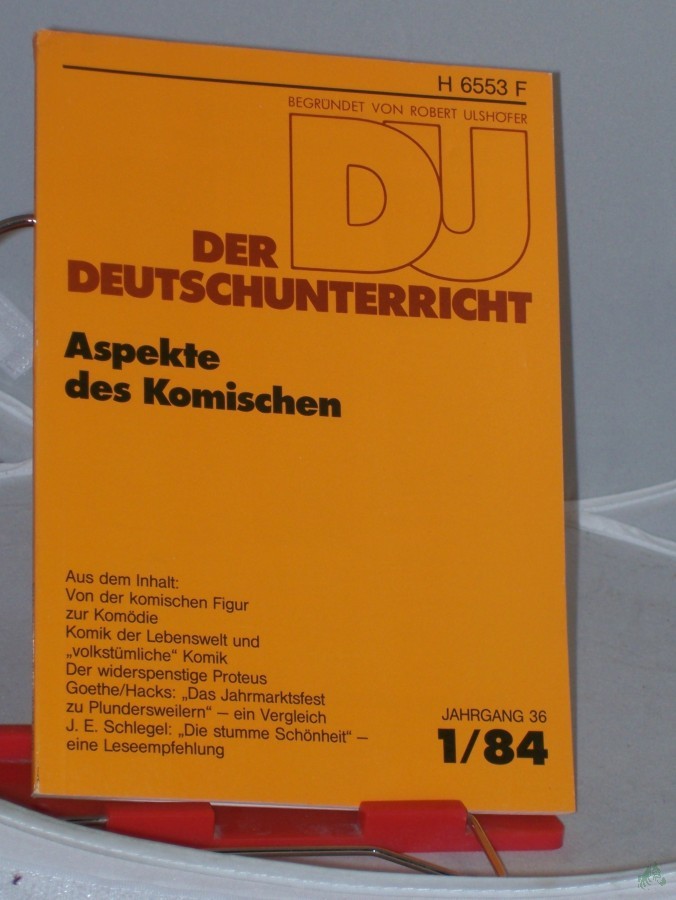 H 6553 F
BEGRÜNDET VON ROBERT ULSHÖFER
DU
DER
DEUTSCHUNTERRICHT
Aspekte
des Komischen
Aus dem Inhalt:
Von der komischen Figur
zur Komödie
Komik der Lebenswelt und
„volkstümliche“ Komik
Der widerspenstige Proteus
Goethe/Hacks: „Das Jahrmarktsfest
zu Plundersweilern“ – ein Vergleich
J. E. Schlegel: „Die stumme Schönheit“ –
eine Leseempfehlung
JAHRGANG 36
1/84